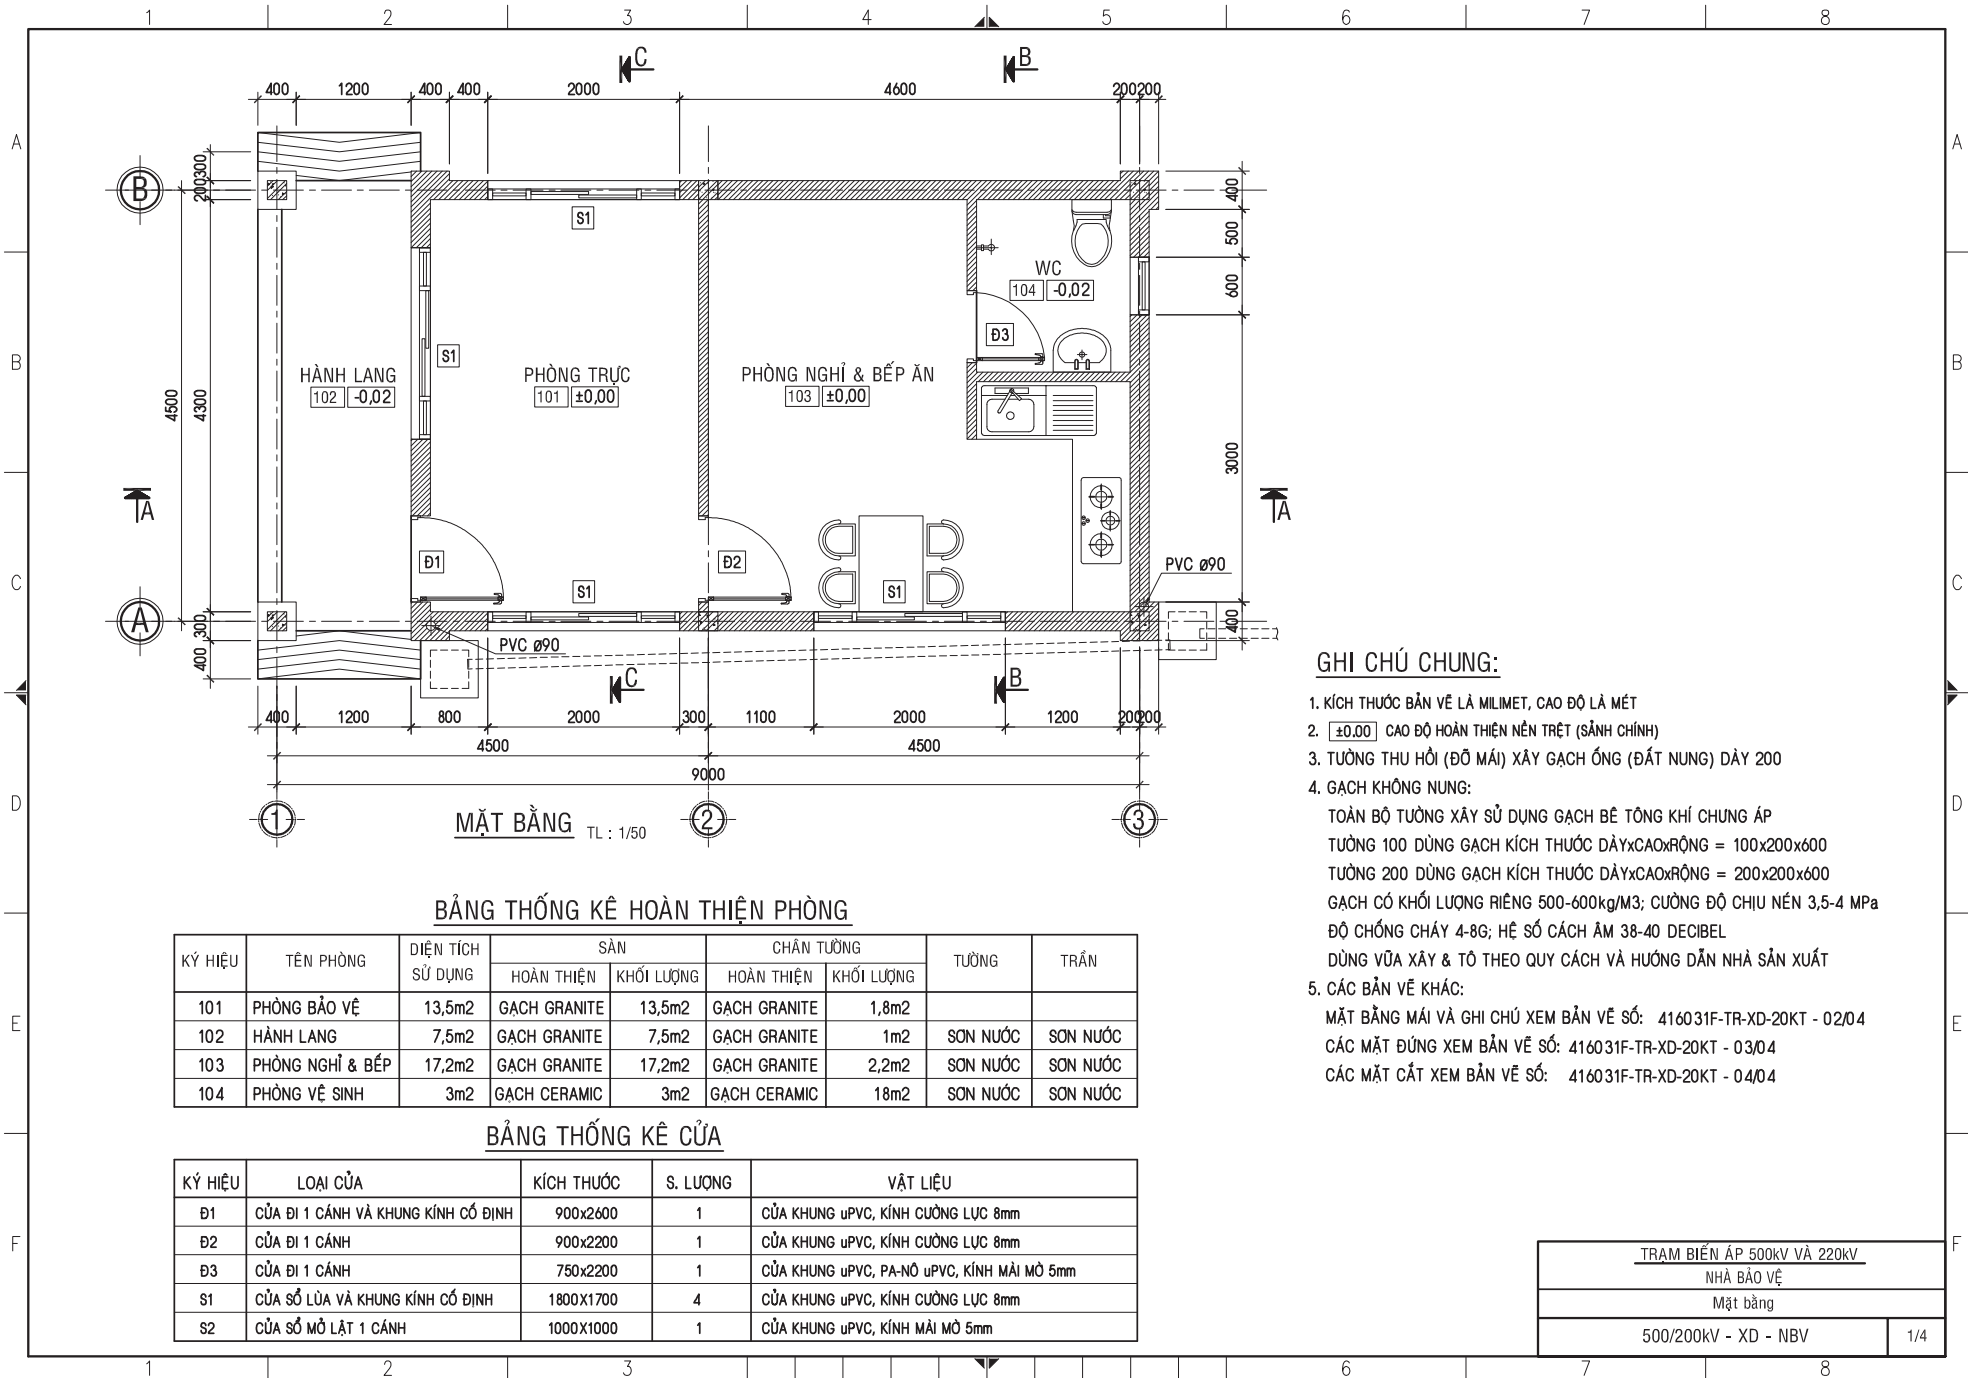 1 2 3 4 5 6 7 8
C B
400 1200 400 400 2000 4600 200 200
A A
300
200
B
400
S1
500
WC
104 -0,02
600
Đ3
B B
S1
HÀNH LANG PHÒNG TRỰC PHÒNG NGHỈ & BẾP ĂN
102 -0,02 101 ±0,00 103 ±0,00
4500 4300
3000
A A
Đ1 Đ2
PVC ø90
C C
S1 S1
A
300
400
PVC ø90
400
C B
400 1200 800 2000 300 1100 2000 1200 200 200
4500 4500
9000
1 2 3
MẶT BẰNG TL : 1/50
D D
GHI CHÚ CHUNG:
1. KÍCH THƯỚC BẢN VẼ LÀ MILIMET, CAO ĐỘ LÀ MÉT
2. ±0.00 CAO ĐỘ HOÀN THIỆN NỀN TRỆT (SẢNH CHÍNH)
3. TƯỜNG THU HỒI (ĐỠ MÁI) XÂY GẠCH ỐNG (ĐẤT NUNG) DÀY 200
4. GẠCH KHÔNG NUNG:
TOÀN BỘ TƯỜNG XÂY SỬ DỤNG GẠCH BÊ TÔNG KHÍ CHƯNG ÁP
TƯỜNG 100 DÙNG GẠCH KÍCH THƯỚC DÀYxCAOxRỘNG = 100x200x600
TƯỜNG 200 DÙNG GẠCH KÍCH THƯỚC DÀYxCAOxRỘNG = 200x200x600
GẠCH CÓ KHỐI LƯỢNG RIÊNG 500-600kg/M3; CƯỜNG ĐỘ CHỊU NÉN 3,5-4 MPa
ĐỘ CHỐNG CHÁY 4-8G; HỆ SỐ CÁCH ÂM 38-40 DECIBEL
DÙNG VỮA XÂY & TÔ THEO QUY CÁCH VÀ HƯỚNG DẪN NHÀ SẢN XUẤT
5. CÁC BẢN VẼ KHÁC:
MẶT BẰNG MÁI VÀ GHI CHÚ XEM BẢN VẼ SỐ: 416031F-TR-XD-20KT - 02/04
CÁC MẶT ĐỨNG XEM BẢN VẼ SỐ: 416031F-TR-XD-20KT - 03/04
CÁC MẶT CẮT XEM BẢN VẼ SỐ: 416031F-TR-XD-20KT - 04/04
BẢNG THỐNG KÊ HOÀN THIỆN PHÒNG
KÝ HIỆU TÊN PHÒNG DIỆN TÍCH SỬ DỤNG SÀN CHÂN TƯỜNG TƯỜNG TRẦN
HOÀN THIỆN KHỐI LƯỢNG HOÀN THIỆN KHỐI LƯỢNG
101 PHÒNG BẢO VỆ 13,5m2 GẠCH GRANITE 13,5m2 GẠCH GRANITE 1,8m2
102 HÀNH LANG 7,5m2 GẠCH GRANITE 7,5m2 GẠCH GRANITE 1m2 SƠN NƯỚC SƠN NƯỚC
103 PHÒNG NGHỈ & BẾP 17,2m2 GẠCH GRANITE 17,2m2 GẠCH GRANITE 2,2m2 SƠN NƯỚC SƠN NƯỚC
104 PHÒNG VỆ SINH 3m2 GẠCH CERAMIC 3m2 GẠCH CERAMIC 18m2 SƠN NƯỚC SƠN NƯỚC
E E
BẢNG THỐNG KÊ CỬA
KÝ HIỆU LOẠI CỬA KÍCH THƯỚC S. LƯỢNG VẬT LIỆU
Đ1 CỬA ĐI 1 CÁNH VÀ KHUNG KÍNH CỐ ĐỊNH 900x2600 1 CỬA KHUNG uPVC, KÍNH CƯỜNG LỰC 8mm
Đ2 CỬA ĐI 1 CÁNH 900x2200 1 CỬA KHUNG uPVC, KÍNH CƯỜNG LỰC 8mm
Đ3 CỬA ĐI 1 CÁNH 750x2200 1 CỬA KHUNG uPVC, PA-NÔ uPVC, KÍNH MÀI MỜ 5mm
S1 CỬA SỔ LÙA VÀ KHUNG KÍNH CỐ ĐỊNH 1800X1700 4 CỬA KHUNG uPVC, KÍNH CƯỜNG LỰC 8mm
S2 CỬA SỔ MỞ LẬT 1 CÁNH 1000X1000 1 CỬA KHUNG uPVC, KÍNH MÀI MỜ 5mm
F F
TRẠM BIẾN ÁP 500kV VÀ 220kV
NHÀ BẢO VỆ
Mặt bằng
500/200kV - XD - NBV 1/4
1 2 3 6 7 8